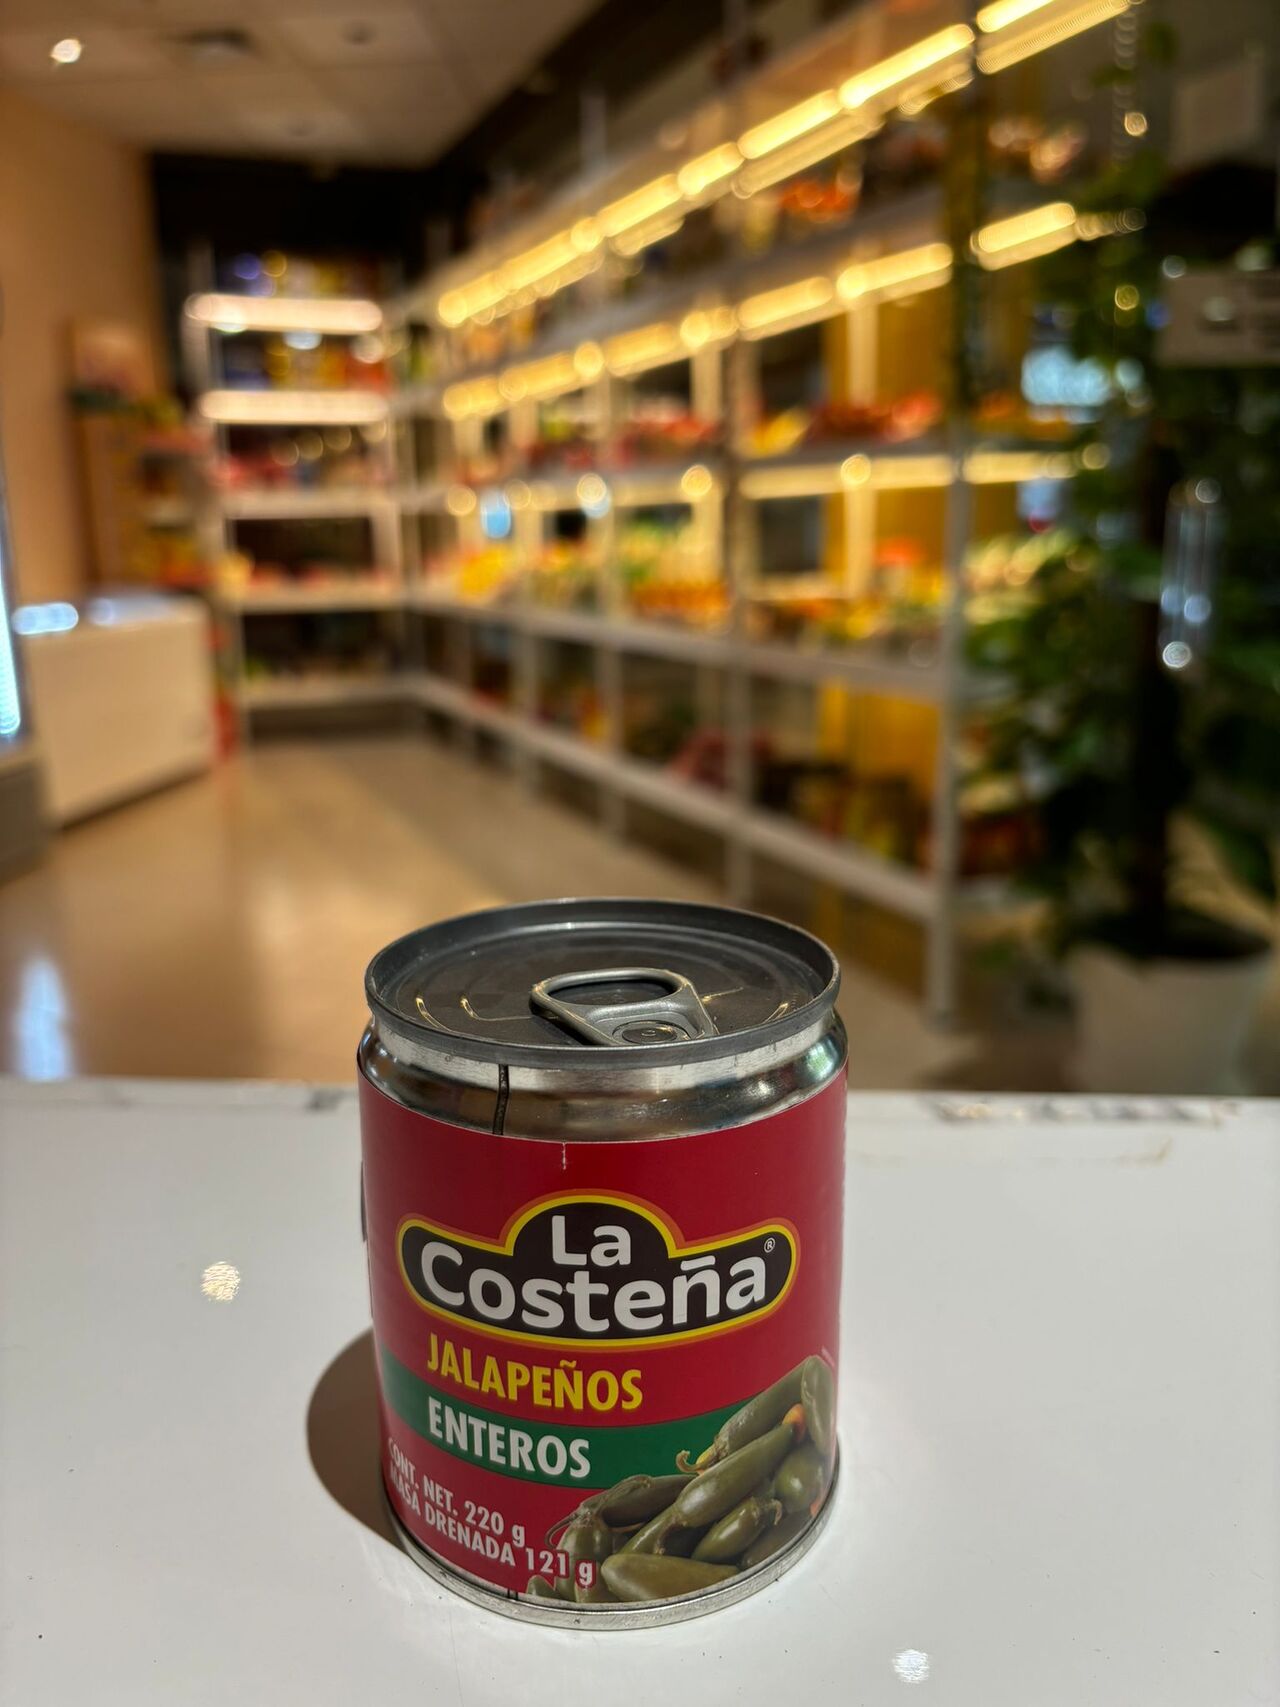 La
Costeña®
JALAPEÑOS
ENTEROS
CONT. NET. 220 g
MASA DRENADA 121 g